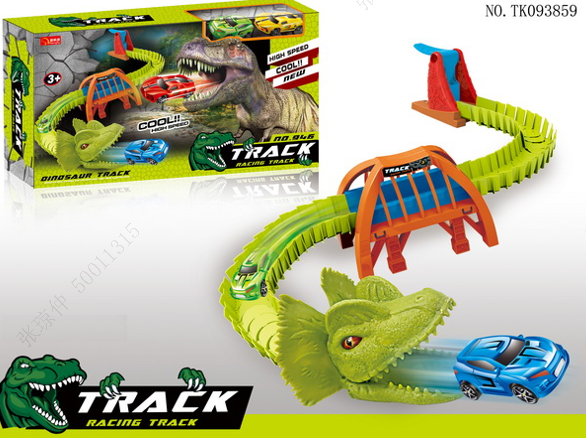 NO. TK093859
HIGH SPEED
COOL!!
NEW
3+
COOL!!
HIGH SPEED
NO.946
TRACK
RACING TRACK
DINOSAUR TRACK
TRACK
张琼仲 50011315
TRACK
RACING TRACK